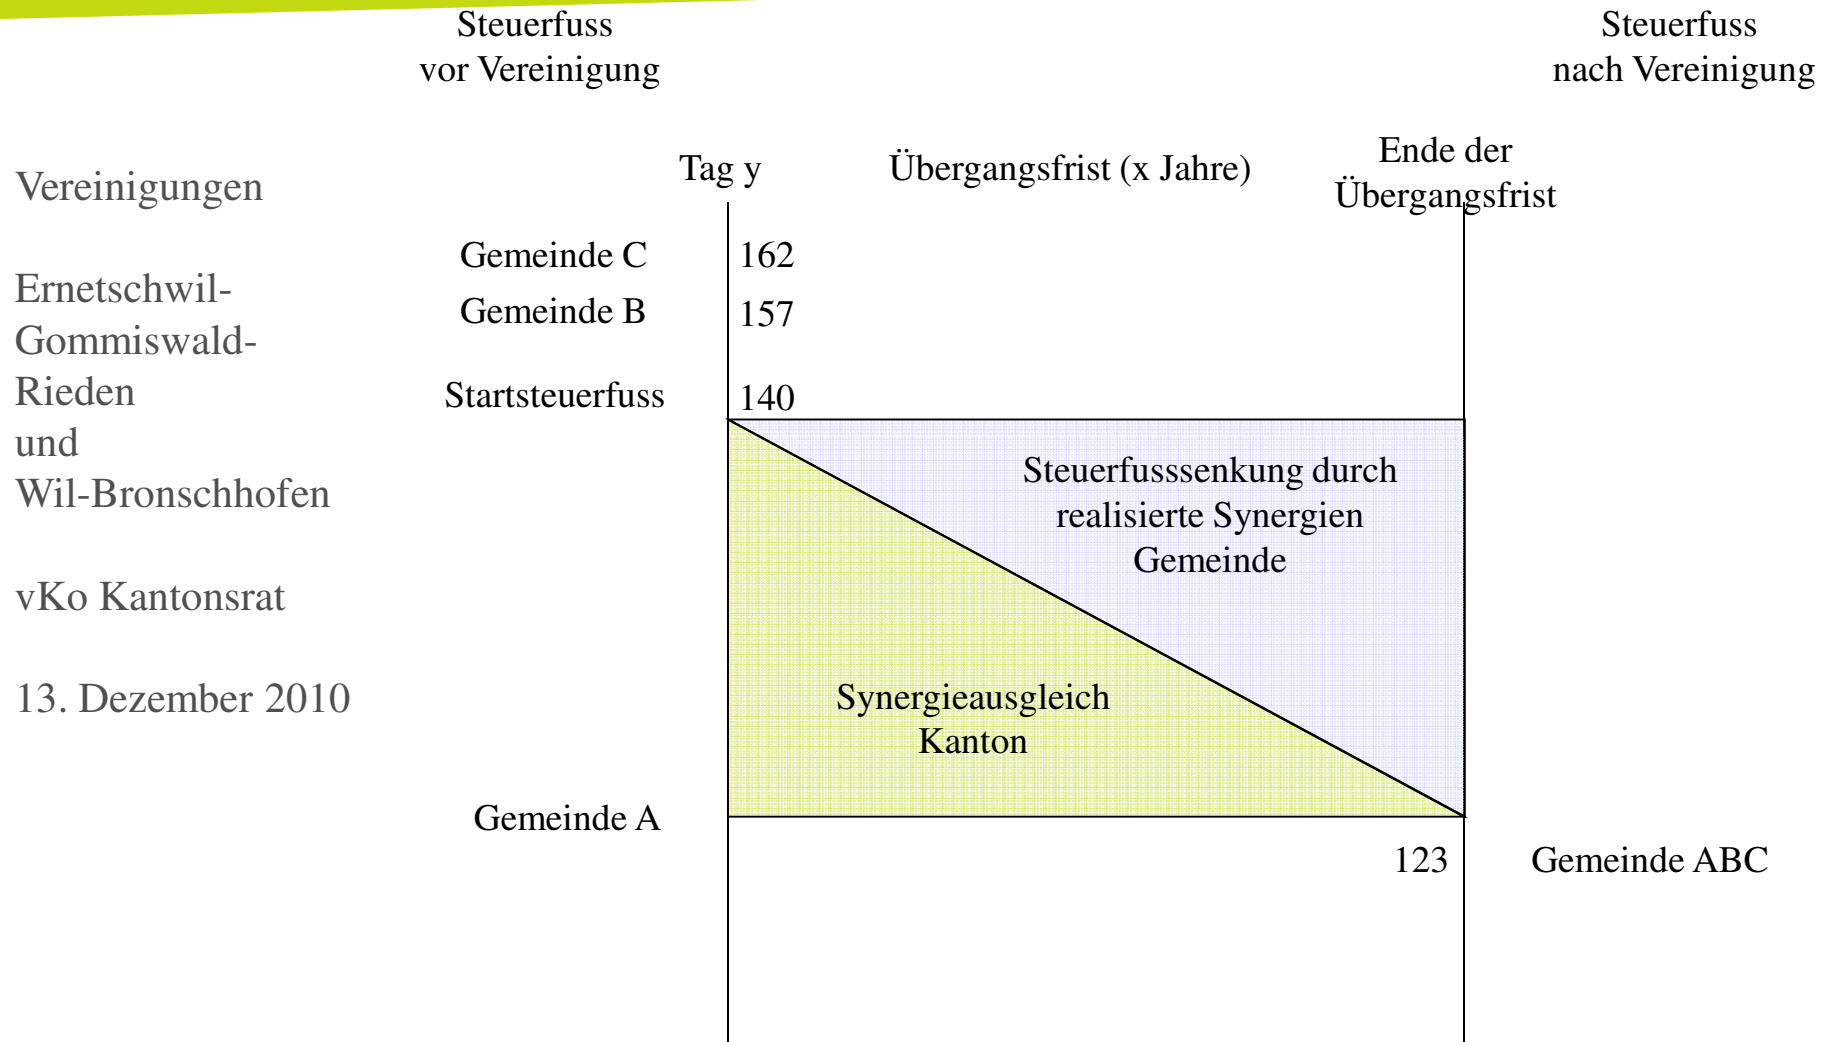 Steuerfuss
vor Vereinigung
Steuerfuss
nach Vereinigung
Vereinigungen
Ernetschwil-
Gommiswald-
Rieden
und
Wil-Bronschhofen
vKo Kantonsrat
13. Dezember 2010
Tag y
Übergangsfrist (x Jahre)
Ende der
Übergangsfrist
Gemeinde C
162
Gemeinde B
157
Startsteuerfuss
140
Steuerfusssenkung durch
realisierte Synergien
Gemeinde
Synergieausgleich
Kanton
Gemeinde A
123
Gemeinde ABC